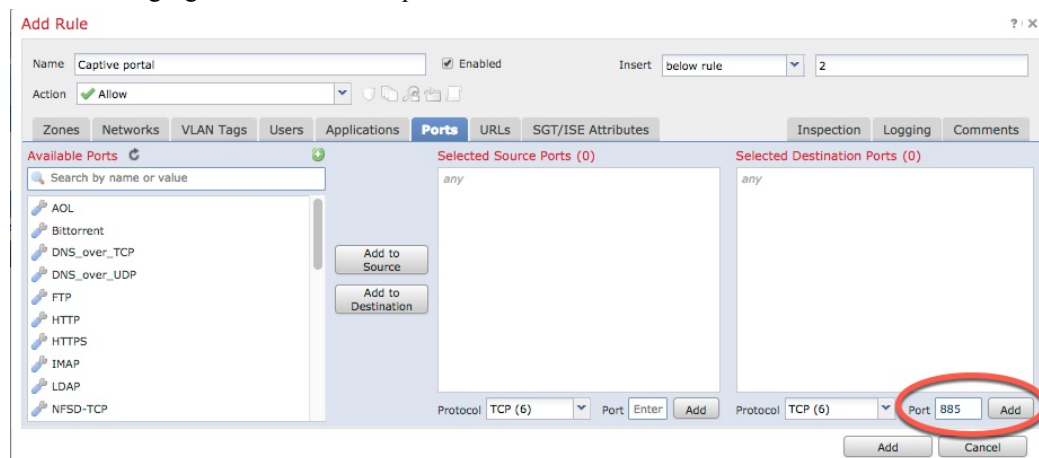 Add Rule ?
Name Captive portal Enabled Insert below rule 2
Action Allow
Zones Networks VLAN Tags Users Applications Ports URLs SGT/ISE Attributes Inspection Logging Comments
Available Ports Selected Source Ports (0) Selected Destination Ports (0)
Search by name or value any any
AOL
Bittorrent
DNS_over_TCP
Add to
Source
DNS_over_UDP
FTP
Add to
Destination
HTTP
HTTPS
IMAP
LDAP
NFSD-TCP
Protocol TCP (6) Port Enter Add Protocol TCP (6) Port 885 Add
Add Cancel